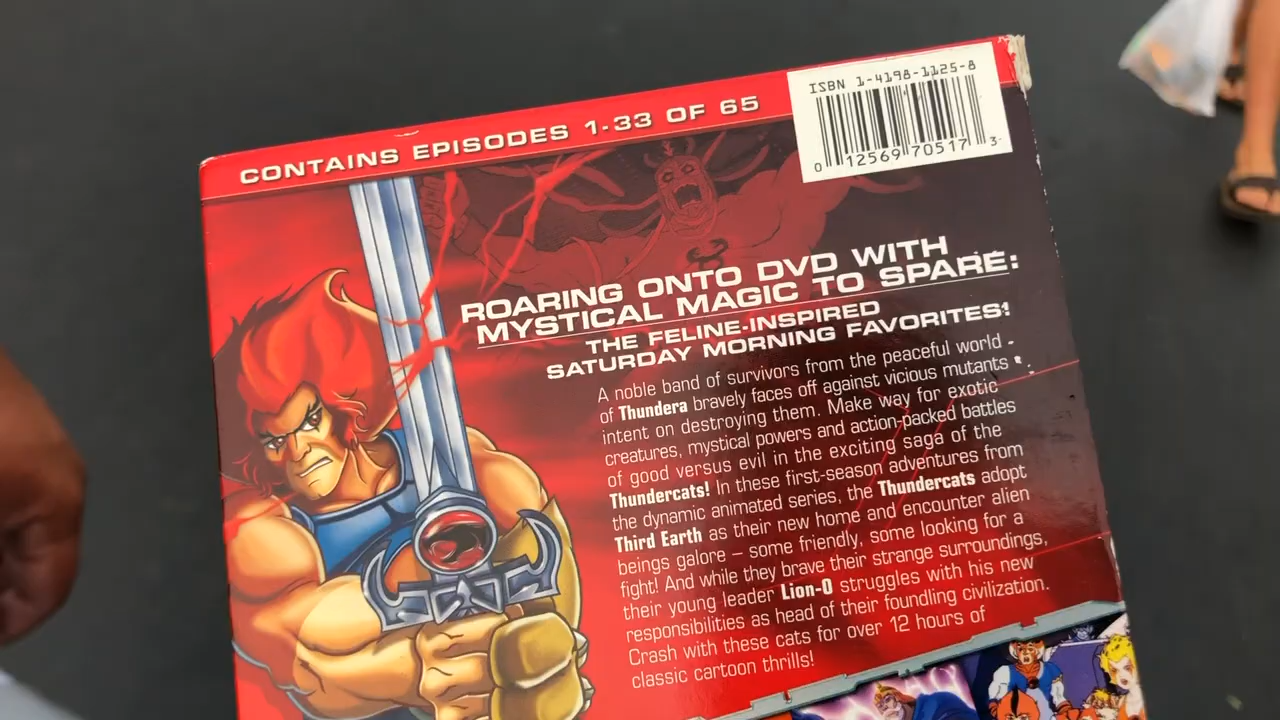 CONTAINS EPISODES 1-33 OF 65
ISBN 1-4198-1125-8
0 12569 70517 3
ROARING ONTO DVD WITH
MYSTICAL MAGIC TO SPARE:
THE FELINE-INSPIRED
SATURDAY MORNING FAVORITES!
A noble band of survivors from the peaceful world
of Thundera bravely faces off against vicious mutants
intent on destroying them. Make way for exotic
creatures, mystical powers and action-packed battles
of good versus evil in the exciting saga of the
Thundercats! In these first-season adventures from
the dynamic animated series, the Thundercats adopt
Third Earth as their new home and encounter alien
beings galore – some friendly, some looking for a
fight! And while they brave their strange surroundings,
their young leader Lion-O struggles with his new
responsibilities as head of their foundling civilization.
Crash with these cats for over 12 hours of
classic cartoon thrills!